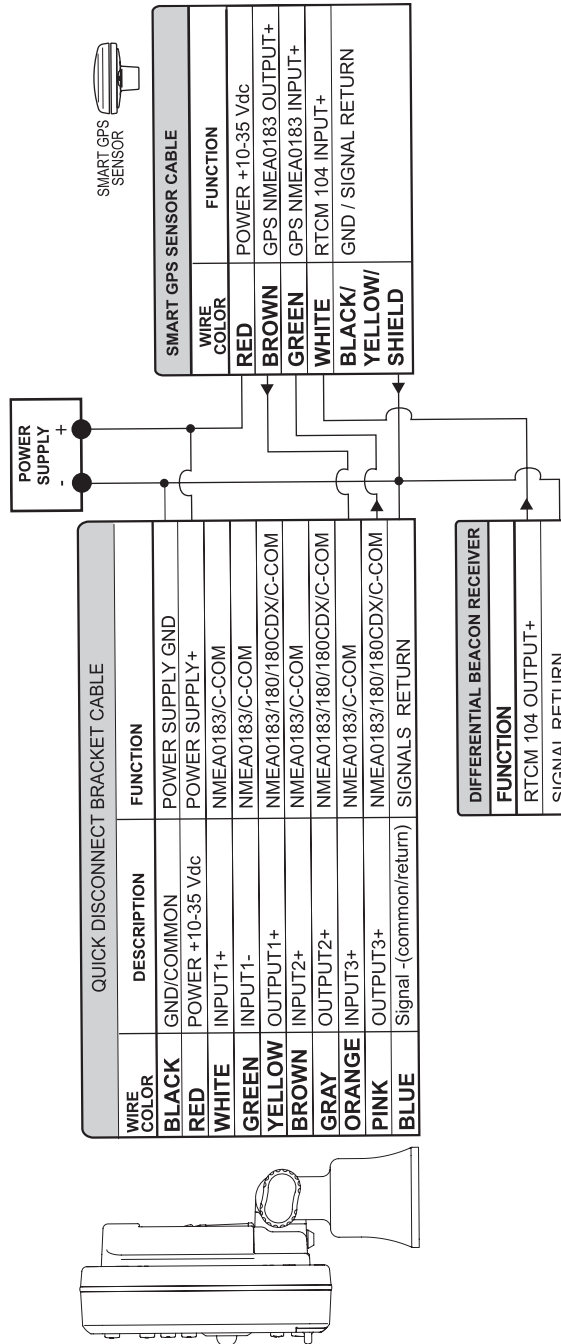 QUICK DISCONNECT BRACKET CABLE
WIRE COLOR DESCRIPTION FUNCTION
BLACK GND/COMMON POWER SUPPLY GND
RED POWER +10-35 Vdc POWER SUPPLY+
WHITE INPUT1+ NMEA0183/C-COM
GREEN INPUT1- NMEA0183/C-COM
YELLOW OUTPUT1+ NMEA0183/180/180CDX/C-COM
BROWN INPUT2+ NMEA0183/C-COM
GRAY OUTPUT2+ NMEA0183/180/180CDX/C-COM
ORANGE INPUT3+ NMEA0183/C-COM
PINK OUTPUT3+ NMEA0183/180/180CDX/C-COM
BLUE Signal -(common/return) SIGNALS RETURN
POWER
SUPPLY
- +
SMART GPS
SENSOR
SMART GPS SENSOR CABLE
WIRE COLOR FUNCTION
RED POWER +10-35 Vdc
BROWN GPS NMEA0183 OUTPUT+
GREEN GPS NMEA0183 INPUT+
WHITE RTCM 104 INPUT+
BLACK/ GND / SIGNAL RETURN
YELLOW/
SHIELD
DIFFERENTIAL BEACON RECEIVER
FUNCTION
RTCM 104 OUTPUT+
SIGNAL RETURN